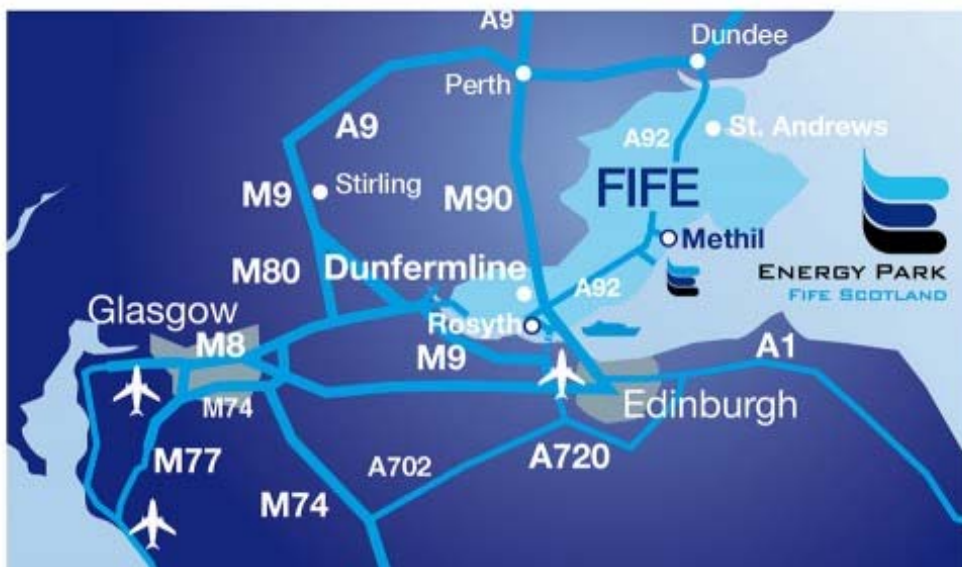 A9
Dundee
Perth
A9
A92
St. Andrews
M9
Stirling
M90
FIFE
Methil
M80
Dunfermline
A92
ENERGY PARK
FIFE SCOTLAND
Glasgow
Rosyth
M8
M9
A1
M74
Edinburgh
M77
A702
A720
M74